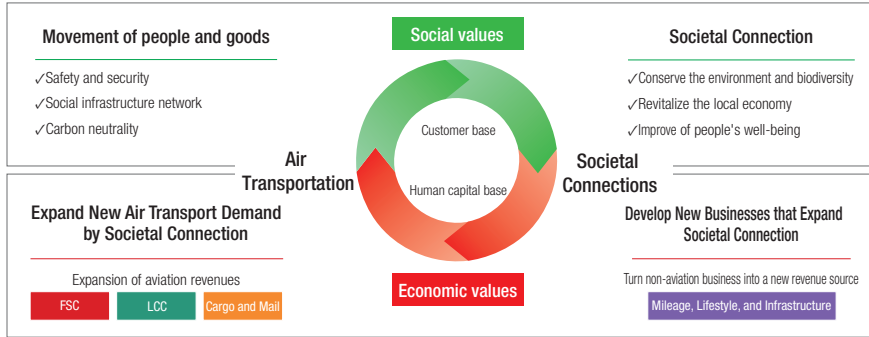 Movement of people and goods
✓Safety and security
✓Social infrastructure network
✓Carbon neutrality
Social values
Societal Connection
✓Conserve the environment and biodiversity
✓Revitalize the local economy
✓Improve of people's well-being
Customer base
Human capital base
Air
Transportation
Societal
Connections
Expand New Air Transport Demand
by Societal Connection
Expansion of aviation revenues
FSC
LCC
Cargo and Mail
Economic values
Develop New Businesses that Expand
Societal Connection
Turn non-aviation business into a new revenue source
Mileage, Lifestyle, and Infrastructure